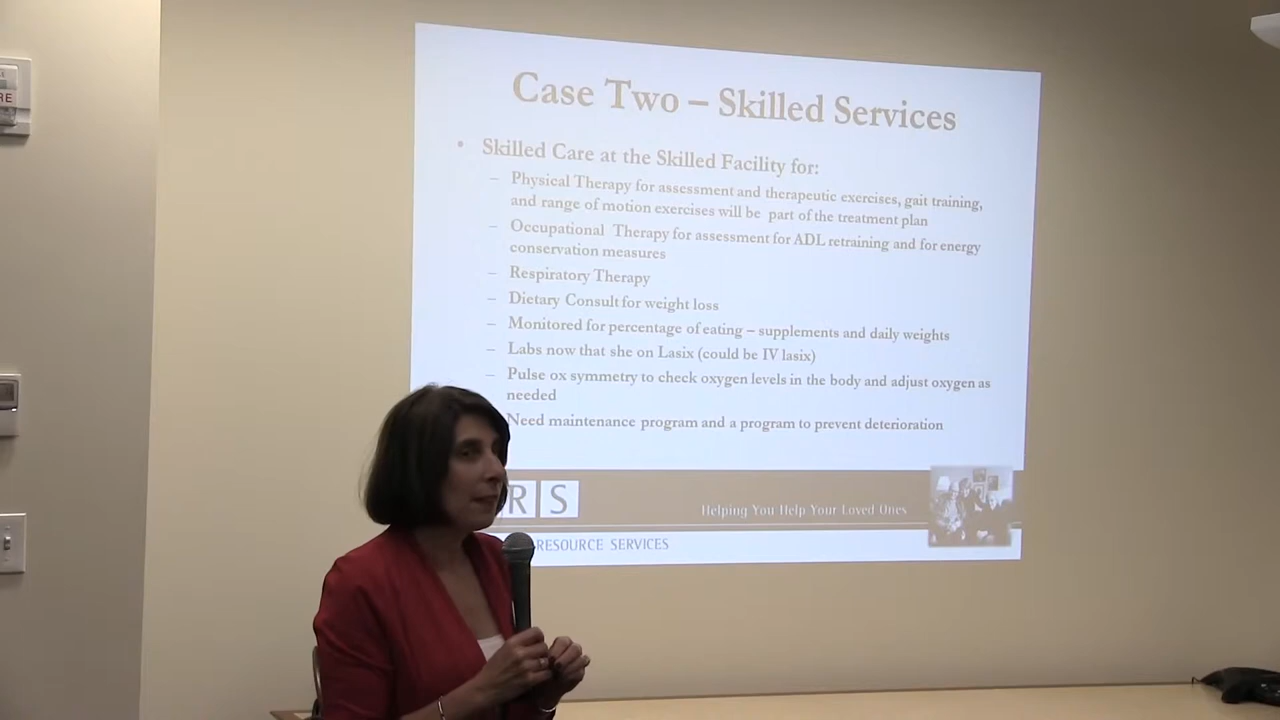 RE
Case Two – Skilled Services
• Skilled Care at the Skilled Facility for:
– Physical Therapy for assessment and therapeutic exercises, gait training,
and range of motion exercises will be part of the treatment plan
– Occupational Therapy for assessment for ADL retraining and for energy
conservation measures
– Respiratory Therapy
– Dietary Consult for weight loss
– Monitored for percentage of eating – supplements and daily weights
– Labs now that she on Lasix (could be IV lasix)
– Pulse ox symmetry to check oxygen levels in the body and adjust oxygen as
needed
Need maintenance program and a program to prevent deterioration
R S
Helping You Help Your Loved Ones
RESOURCE SERVICES